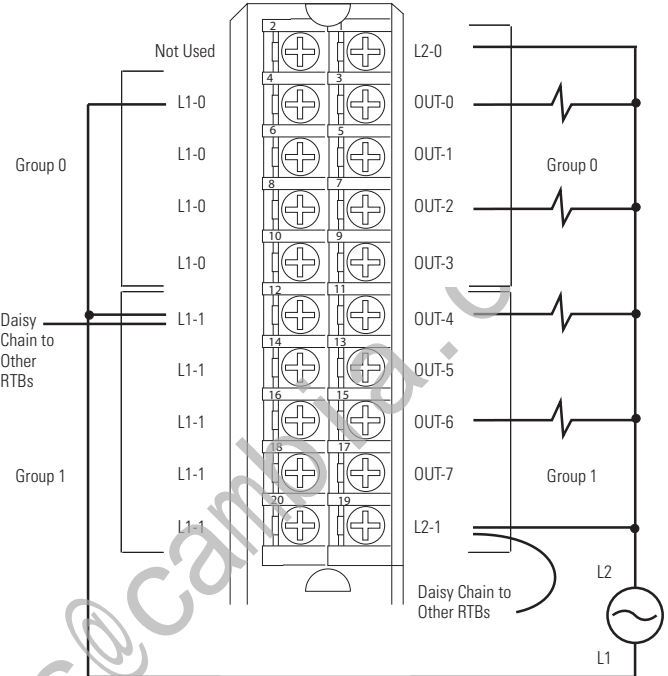 2 1
Not Used L2-0
4 3
L1-0 OUT-0
6 5
L1-0 OUT-1
Group 0 Group 0
8 7
L1-0 OUT-2
10 9
L1-0 OUT-3
12 11
L1-1 OUT-4
Daisy
Chain to
Other
RTBs
14 13
L1-1 OUT-5
16 15
L1-1 OUT-6
18 17
L1-1 OUT-7
Group 1 Group 1
20 19
L1-1 L2-1
Daisy Chain to
Other RTBs
L2
L1
s@cambia.c